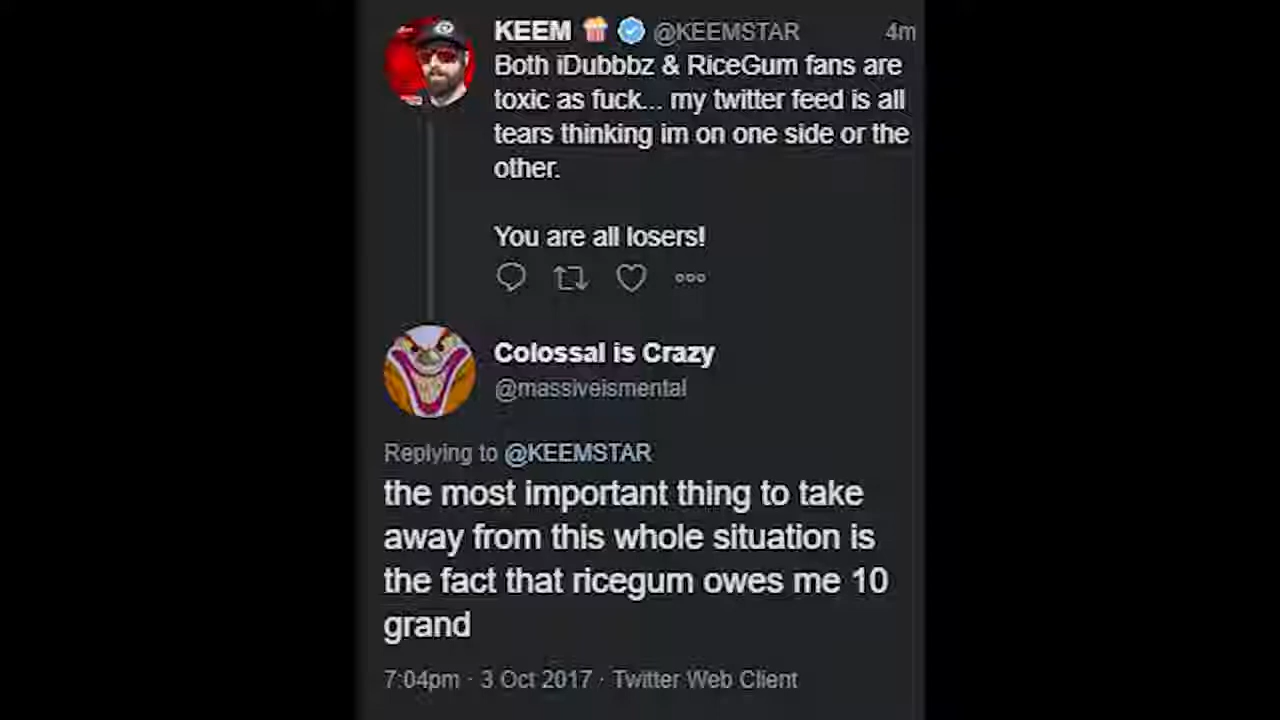 KEEM 🍿 @KEEMSTAR 4m
Both iDubbbz & RiceGum fans are
toxic as fuck... my twitter feed is all
tears thinking im on one side or the
other.
You are all losers!
Colossal is Crazy
@massiveismental
Replying to @KEEMSTAR
the most important thing to take
away from this whole situation is
the fact that ricegum owes me 10
grand
7:04pm · 3 Oct 2017 · Twitter Web Client